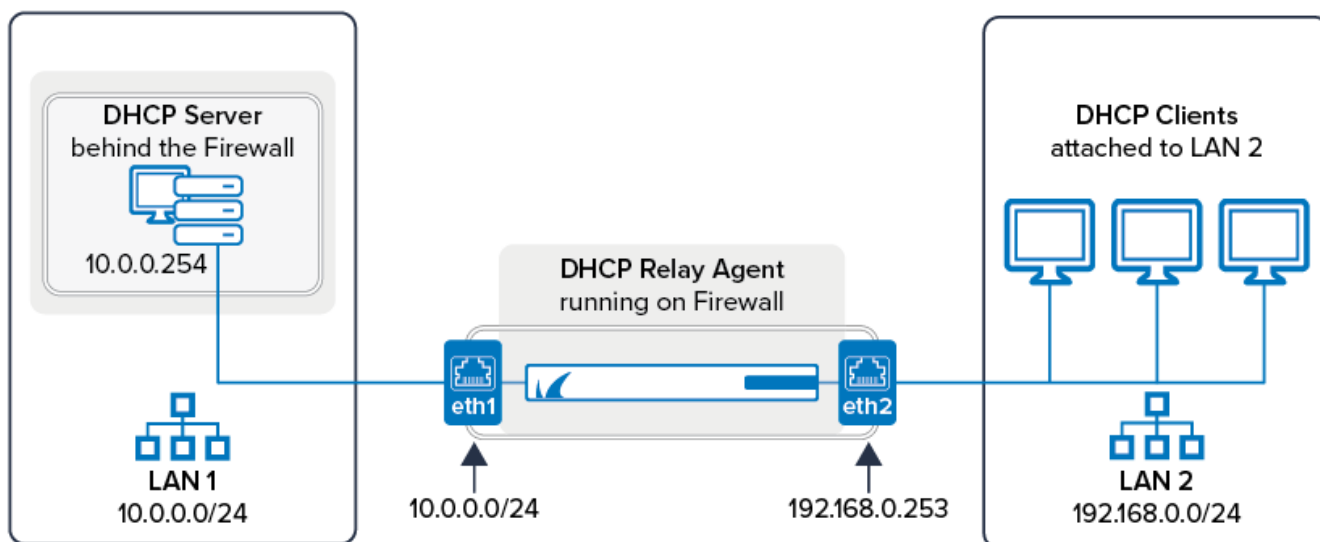 DHCP Server
behind the Firewall
10.0.0.254
LAN 1
10.0.0.0/24
DHCP Relay Agent
running on Firewall
eth1
eth2
10.0.0.0/24
192.168.0.253
DHCP Clients
attached to LAN 2
LAN 2
192.168.0.0/24